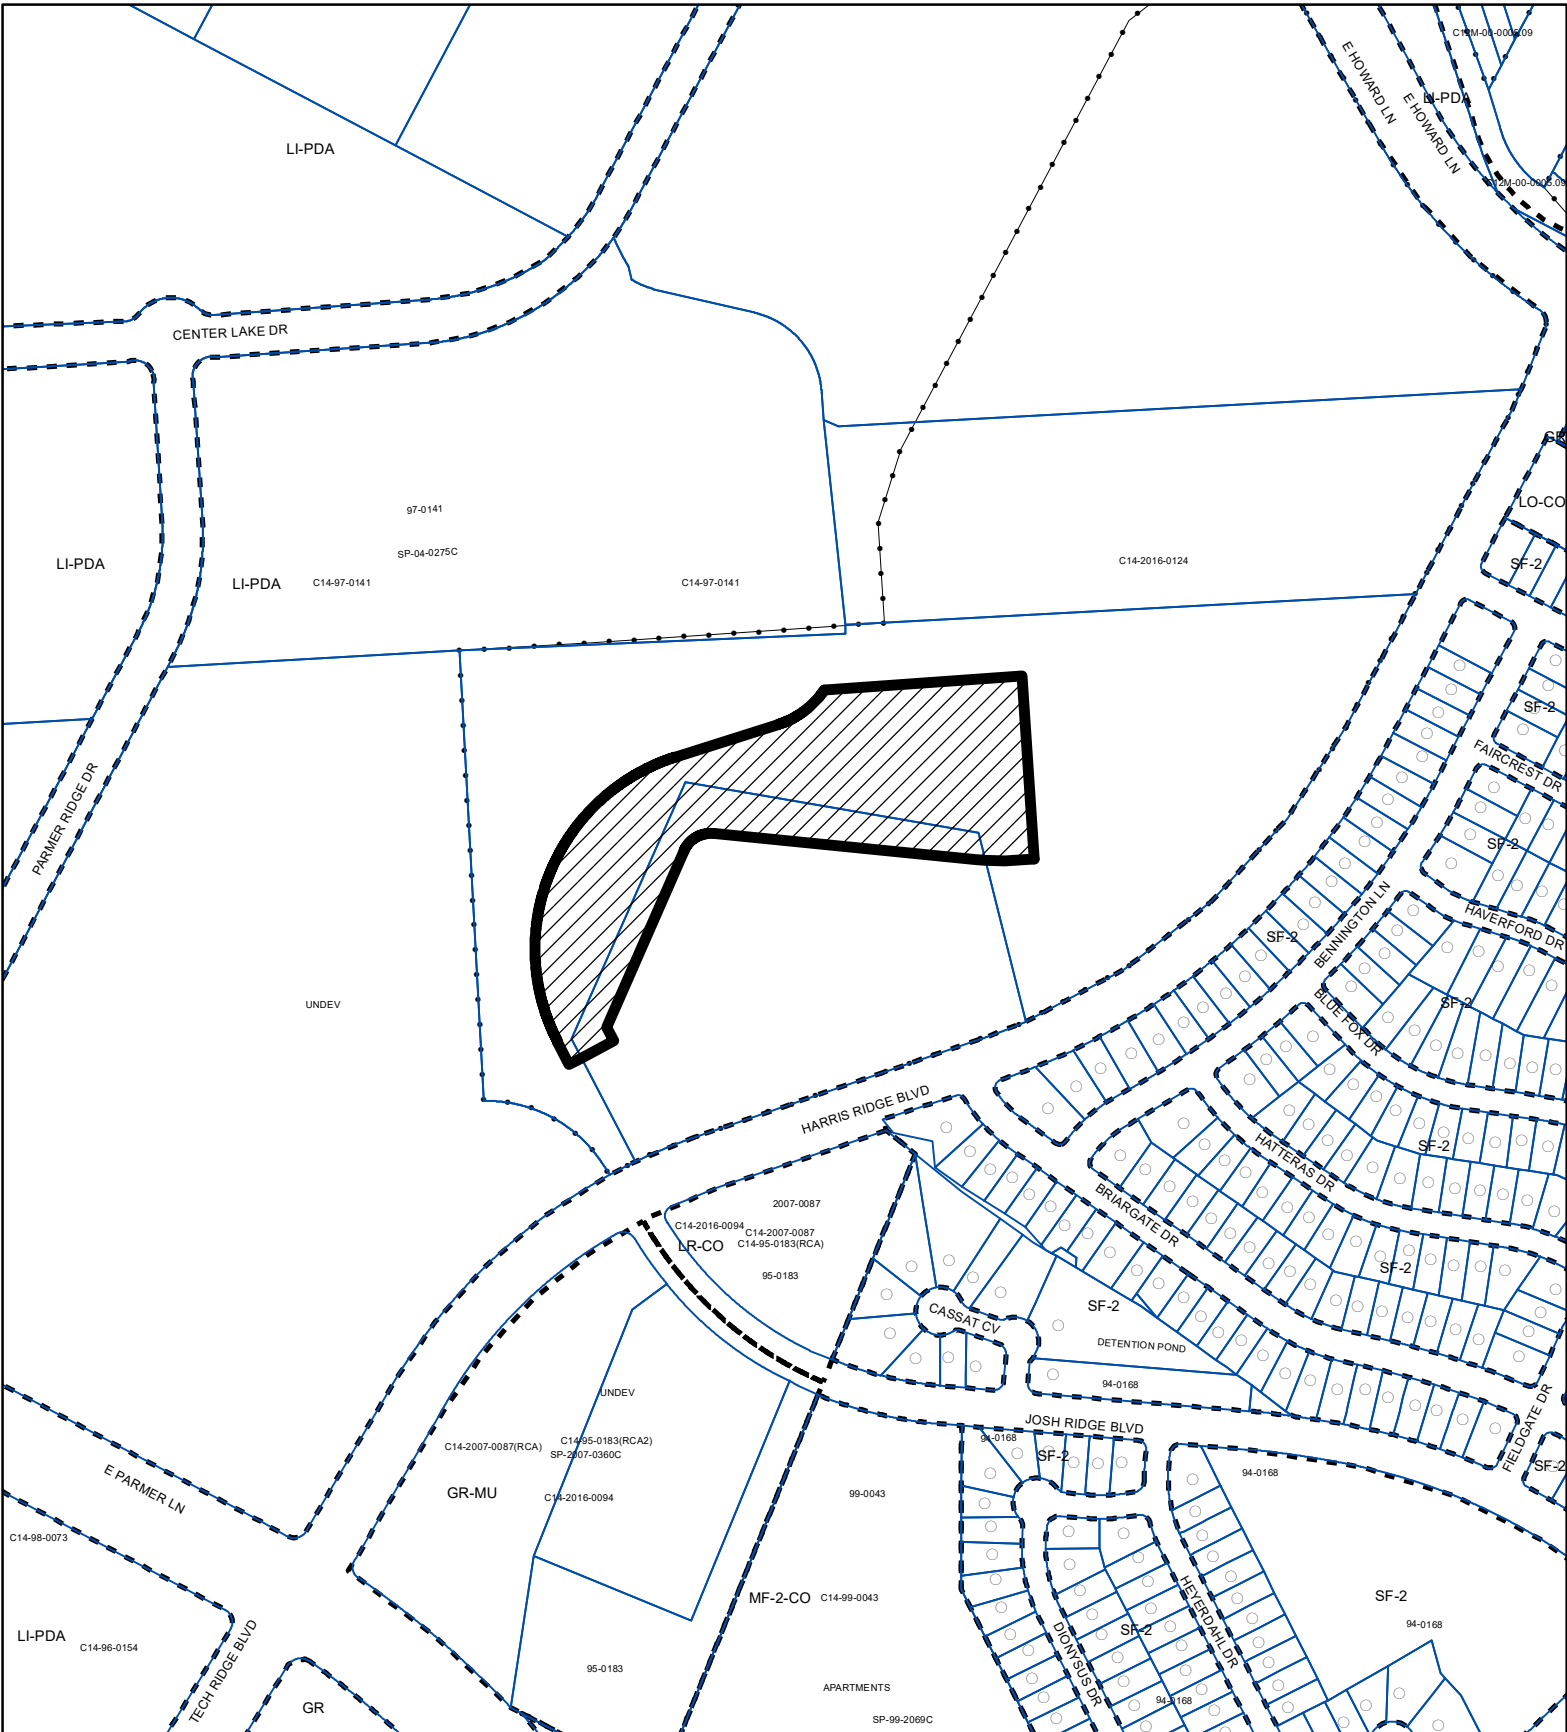 C12M-00-0005.09
E HOWARD LN
LI-PDA
E HOWARD LN
LI-PDA
C12M-00-0005.09
CENTER LAKE DR
GR
LO-CO
97-0141
SP-04-0275C
LI-PDA
LI-PDA
C14-97-0141
C14-97-0141
C14-2016-0124
SF-2
SF-2
FAIRCREST DR
PARMER RIDGE DR
SF-2
HAVERFORD DR
BENNINGTON LN
SF-2
UNDEV
SF-2
BLUE FOX DR
HARRIS RIDGE BLVD
SF-2
HATTERAS DR
BRIARGATE DR
2007-0087
C14-2016-0094
C14-2007-0087
LR-CO
C14-95-0183(RCA)
95-0183
SF-2
SF-2
CASSAT CV
DETENTION POND
94-0168
UNDEV
JOSH RIDGE BLVD
FIELDGATE DR
94-0168
C14-2007-0087(RCA)
C14-95-0183(RCA2)
SP-2007-0360C
SF-2
SF-2
94-0168
E PARMER LN
GR-MU
C14-2016-0094
99-0043
C14-98-0073
MF-2-CO
C14-99-0043
HEYERDAHL DR
SF-2
94-0168
LI-PDA
C14-96-0154
TECH RIDGE BLVD
SF-2
DIONYSUS DR
95-0183
APARTMENTS
94-0168
GR
SP-99-2069C